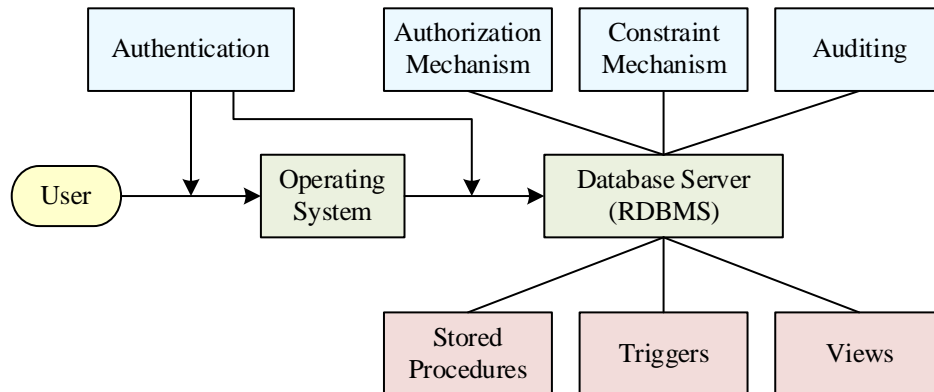 Authentication
Authorization
Mechanism
Constraint
Mechanism
Auditing
User
Operating
System
Database Server
(RDBMS)
Stored
Procedures
Triggers
Views